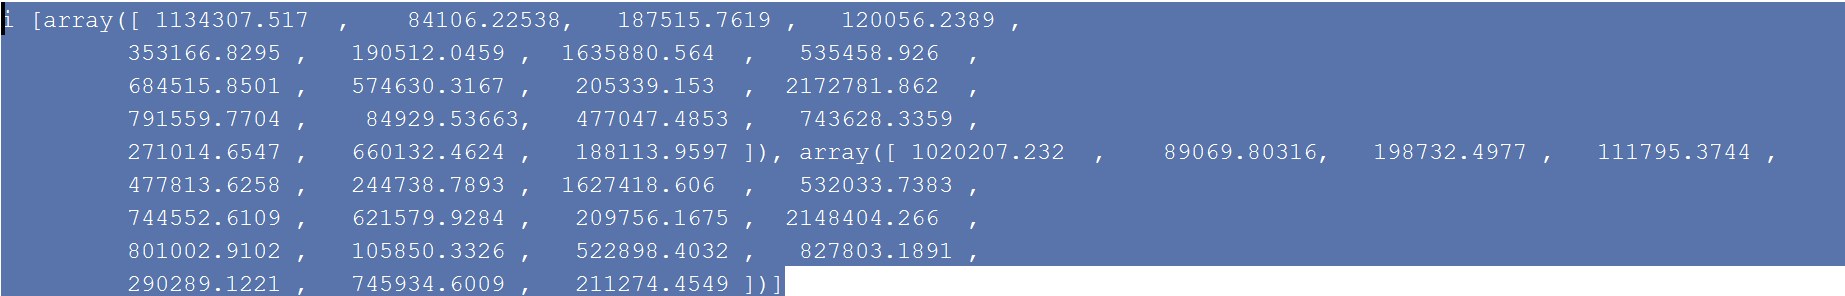 i [array([ 1134307.517  ,    84106.22538,   187515.7619 ,   120056.2389 ,
353166.8295 ,   190512.0459 ,  1635880.564  ,   535458.926  ,
684515.8501 ,   574630.3167 ,   205339.153  ,  2172781.862  ,
791559.7704 ,    84929.53663,   477047.4853 ,   743628.3359 ,
271014.6547 ,   660132.4624 ,   188113.9597 ]), array([ 1020207.232  ,    89069.80316,   198732.4977 ,   111795.3744 ,
477813.6258 ,   244738.7893 ,  1627418.606  ,   532033.7383 ,
744552.6109 ,   621579.9284 ,   209756.1675 ,  2148404.266  ,
801002.9102 ,   105850.3326 ,   522898.4032 ,   827803.1891 ,
290289.1221 ,   745934.6009 ,   211274.4549 ])]